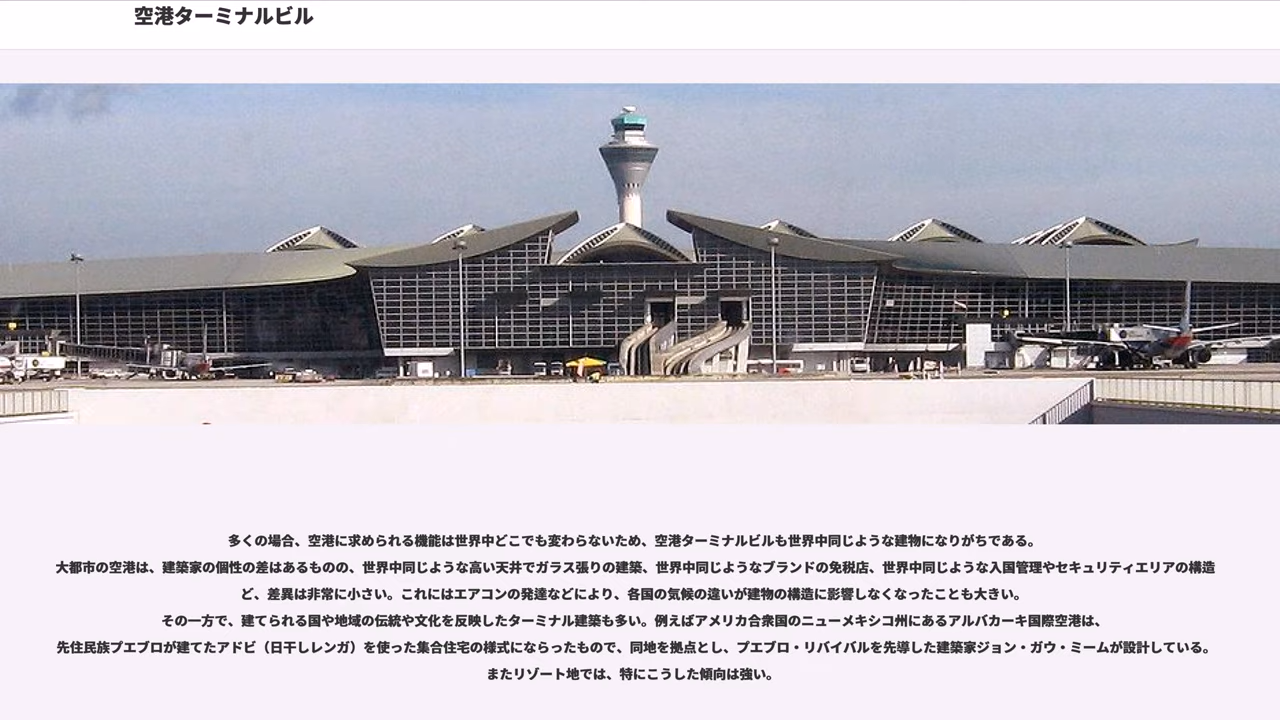 空港ターミナルビル
多くの場合、空港に求められる機能は世界中どこでも変わらないため、空港ターミナルビルも世界中同じような建物になりがちである。
大都市の空港は、建築家の個性の差はあるものの、世界中同じような高い天井でガラス張りの建築、世界中同じようなブランドの免税店、世界中同じような入国管理やセキュリティエリアの構造
ど、差異は非常に小さい。これにはエアコンの発達などにより、各国の気候の違いが建物の構造に影響しなくなったことも大きい。
その一方で、建てられる国や地域の伝統や文化を反映したターミナル建築も多い。例えばアメリカ合衆国のニューメキシコ州にあるアルバカーキ国際空港は、
先住民族プエブロが建てたアドビ（日干しレンガ）を使った集合住宅の様式にならったもので、同地を拠点とし、プエブロ・リバイバルを先導した建築家ジョン・ガウ・ミームが設計している。
またリゾート地では、特にこうした傾向は強い。